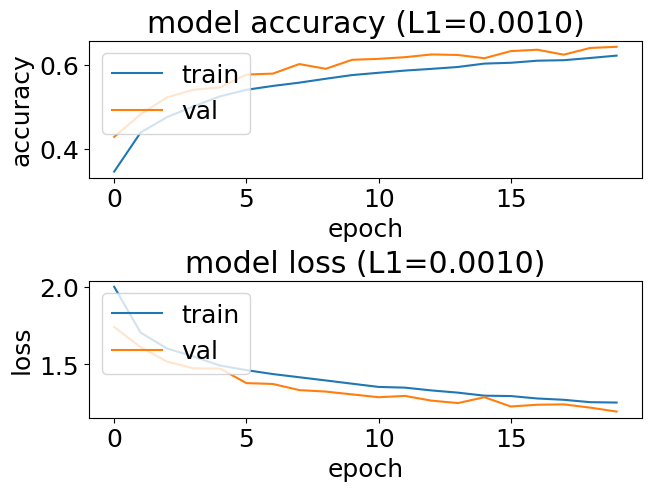 model accuracy (L1=0.0010)
accuracy
0.6
0.4
train
val
0 5 10 15
epoch
model loss (L1=0.0010)
loss
2.0
1.5
train
val
0 5 10 15
epoch